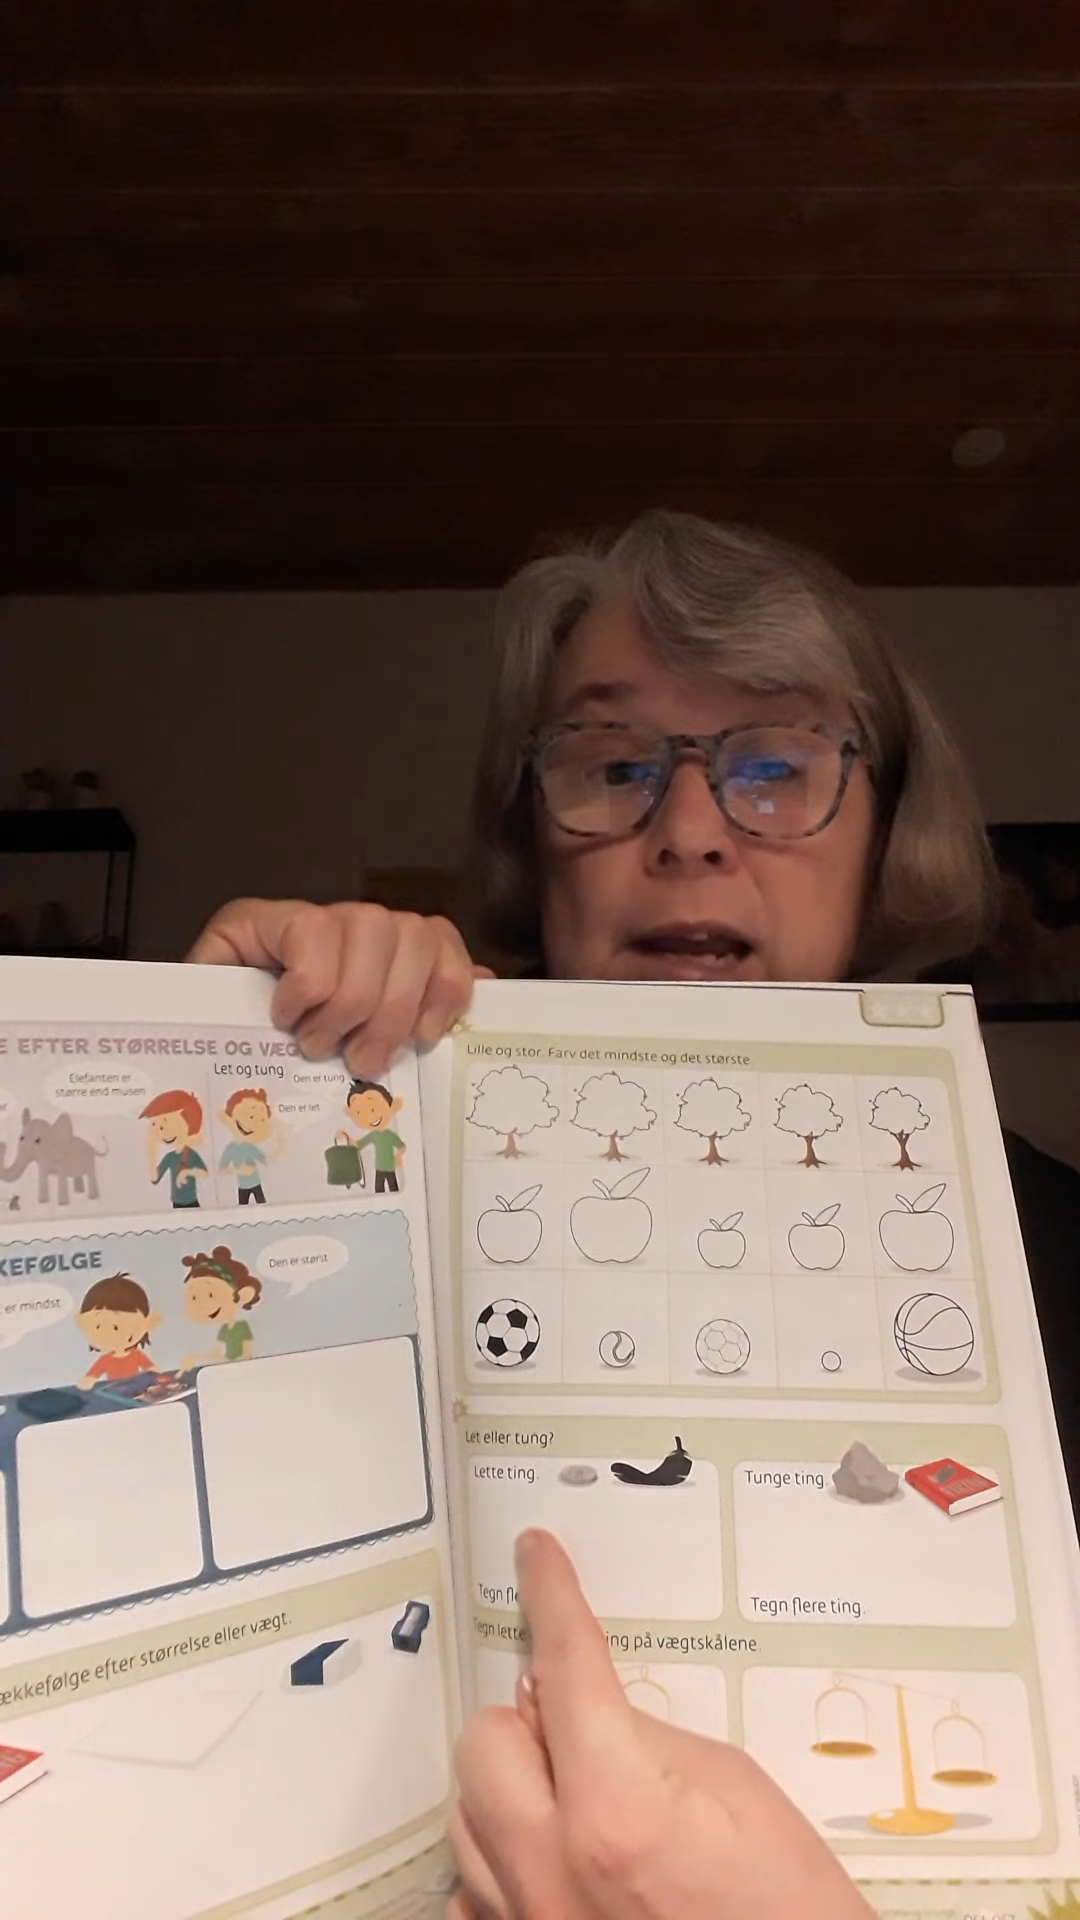 EFTER STØRRELSE OG VÆG
Elefanten er
større end musen
Let og tung
Den er tung
Den er let
KEFØLGE
er mindst
Den er størst
ækkefølge efter størrelse eller vægt.
Lille og stor. Farv det mindste og det største
Let eller tung?
Lette ting.
Tegn fle
Tunge ting.
Tegn flere ting.
Tegn lette
ing på vægtskålene.